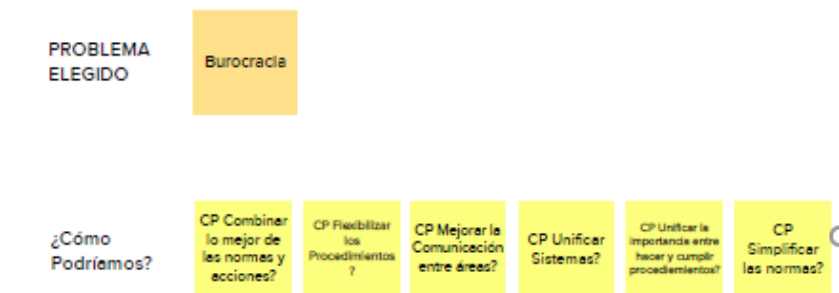 PROBLEMA
ELEGIDO
Burocracia
¿Cómo
Podríamos?
CP Combinar
lo mejor de
las normas y
acciones?
CP Flexibilizar
los
Procedimientos
?
CP Mejorar la
Comunicación
entre áreas?
CP Unificar
Sistemas?
CP Unificar la
importancia entre
hacer y cumplir
procediemientos?
CP
Simplificar
las normas?